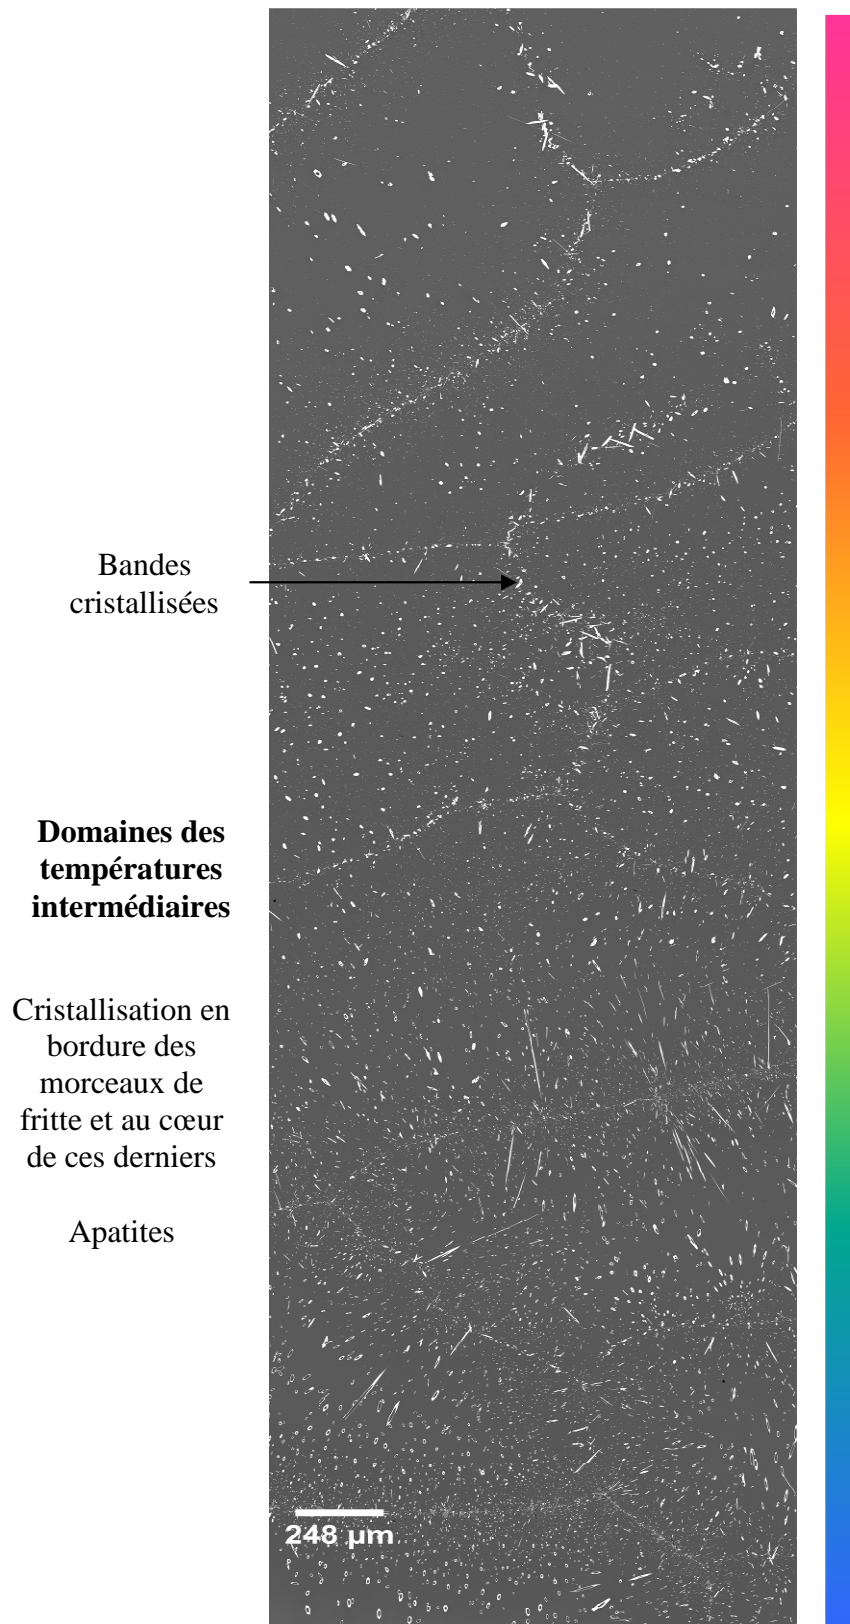 Bandes
cristallisées
Domaines des
températures
intermédiaires
Cristallisation en
bordure des
morceaux de
fritte et au cœur
de ces derniers
Apatites
248 µm